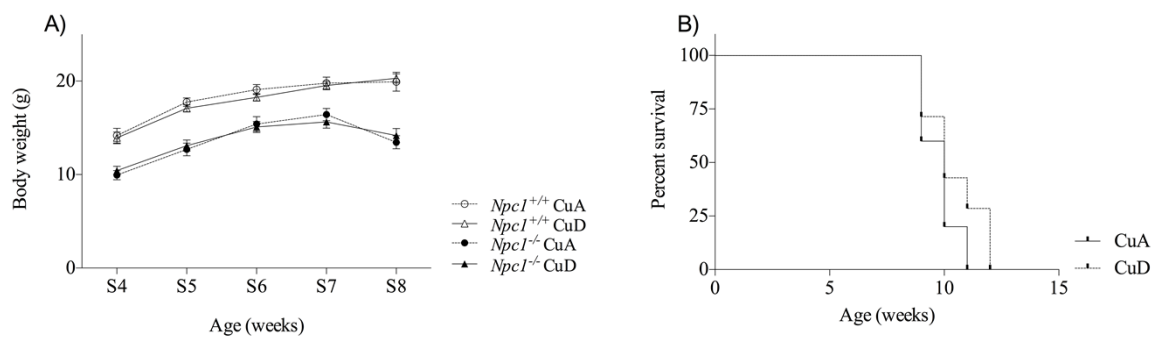 A)
Body weight (g)
20
10
0
S4 S5 S6 S7 S8
Age (weeks)
Npc1+/+ CuA
Npc1+/+ CuD
Npc1-/- CuA
Npc1-/- CuD
B)
Percent survival
100
75
50
25
0
0 5 10 15
Age (weeks)
CuA
CuD